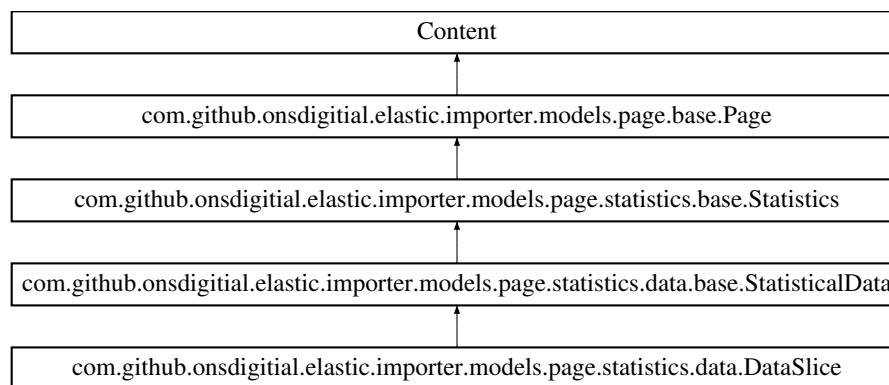 Content
com.github.onsdigitial.elastic.importer.models.page.base.Page
com.github.onsdigitial.elastic.importer.models.page.statistics.base.Statistics
com.github.onsdigitial.elastic.importer.models.page.statistics.data.base.StatisticalData
com.github.onsdigitial.elastic.importer.models.page.statistics.data.DataSlice